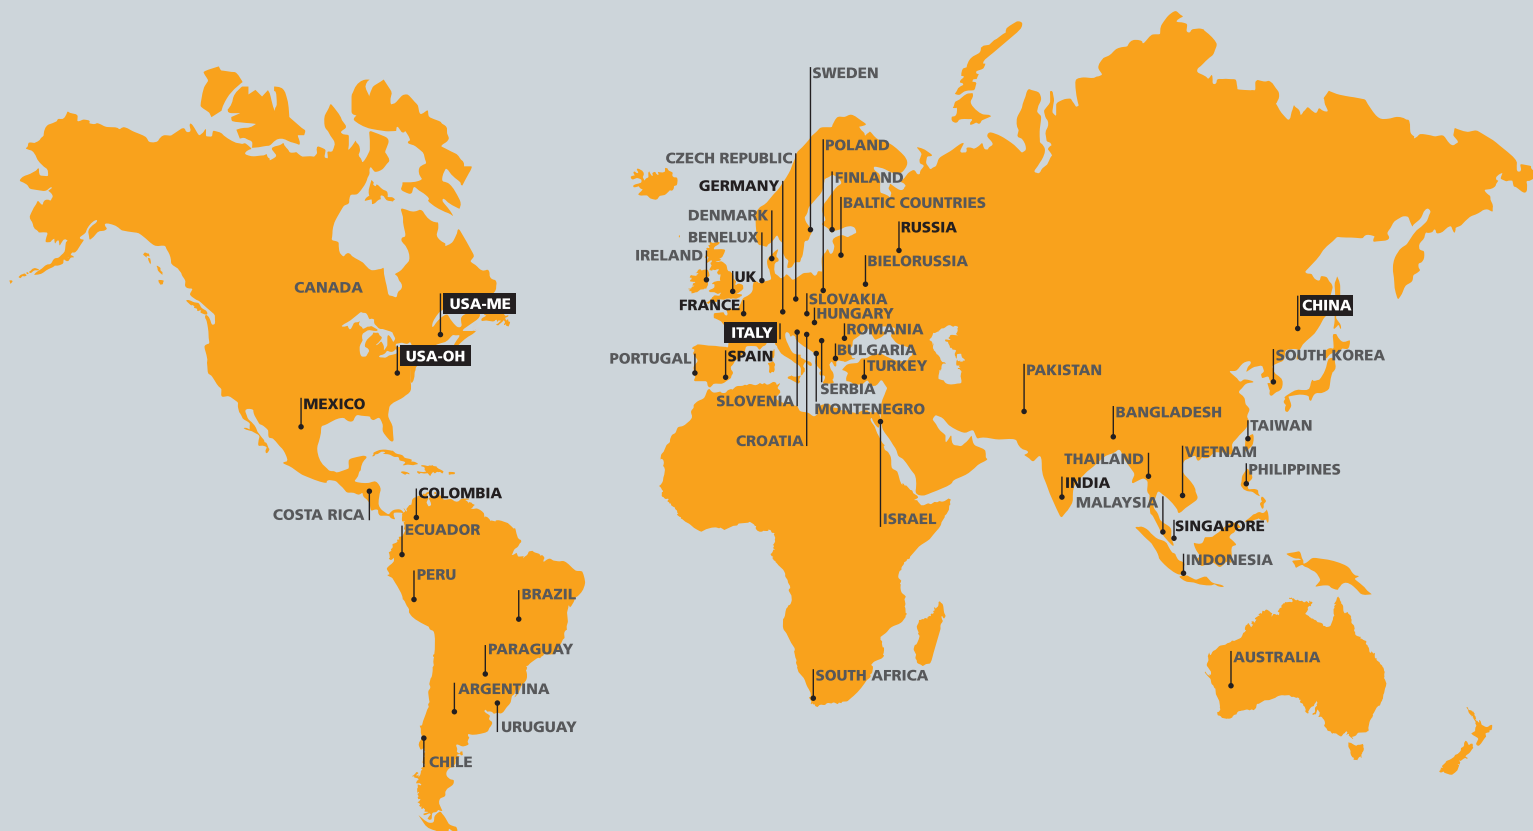 SWEDEN
POLAND
CZECH REPUBLIC
FINLAND
GERMANY
BALTIC COUNTRIES
DENMARK
RUSSIA
BENELUX
IRELAND
BIELORUSSIA
UK
CANADA
SLOVAKIA
USA-ME
FRANCE
CHINA
HUNGARY
ROMANIA
ITALY
BULGARIA
USA-OH
PORTUGAL
SPAIN
SOUTH KOREA
TURKEY
PAKISTAN
SERBIA
SLOVENIA
MEXICO
MONTENEGRO
BANGLADESH
TAIWAN
CROATIA
VIETNAM
THAILAND
PHILIPPINES
INDIA
COLOMBIA
MALAYSIA
COSTA RICA
ISRAEL
SINGAPORE
ECUADOR
INDONESIA
PERU
BRAZIL
PARAGUAY
AUSTRALIA
SOUTH AFRICA
ARGENTINA
URUGUAY
CHILE